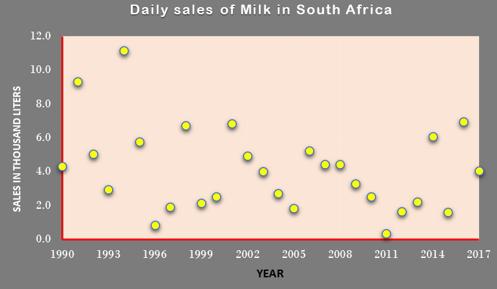 Daily sales of Milk in South Africa
SALES IN THOUSAND LITERS
12.0
10.0
8.0
6.0
4.0
2.0
0.0
1990 1993 1996 1999 2002 2005 2008 2011 2014 2017
YEAR